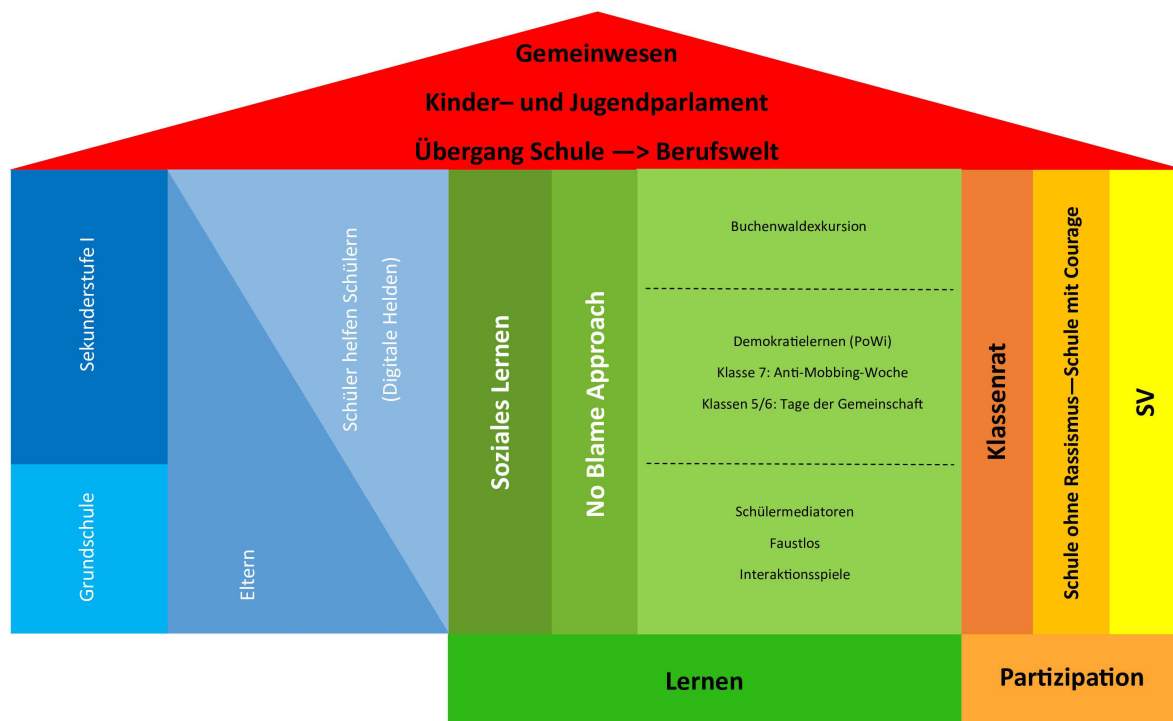 Gemeinwesen
Kinder– und Jugendparlament
Übergang Schule —> Berufswelt
Sekunderstufe I
Grundschule
Eltern
Schüler helfen Schülern
(Digitale Helden)
Soziales Lernen
No Blame Approach
Buchenwaldexkursion
Demokratielernen (PoWi)
Klasse 7: Anti-Mobbing-Woche
Klassen 5/6: Tage der Gemeinschaft
Schülermediatoren
Faustlos
Interaktionsspiele
Klassenrat
Schule ohne Rassismus—Schule mit Courage
SV
Lernen
Partizipation